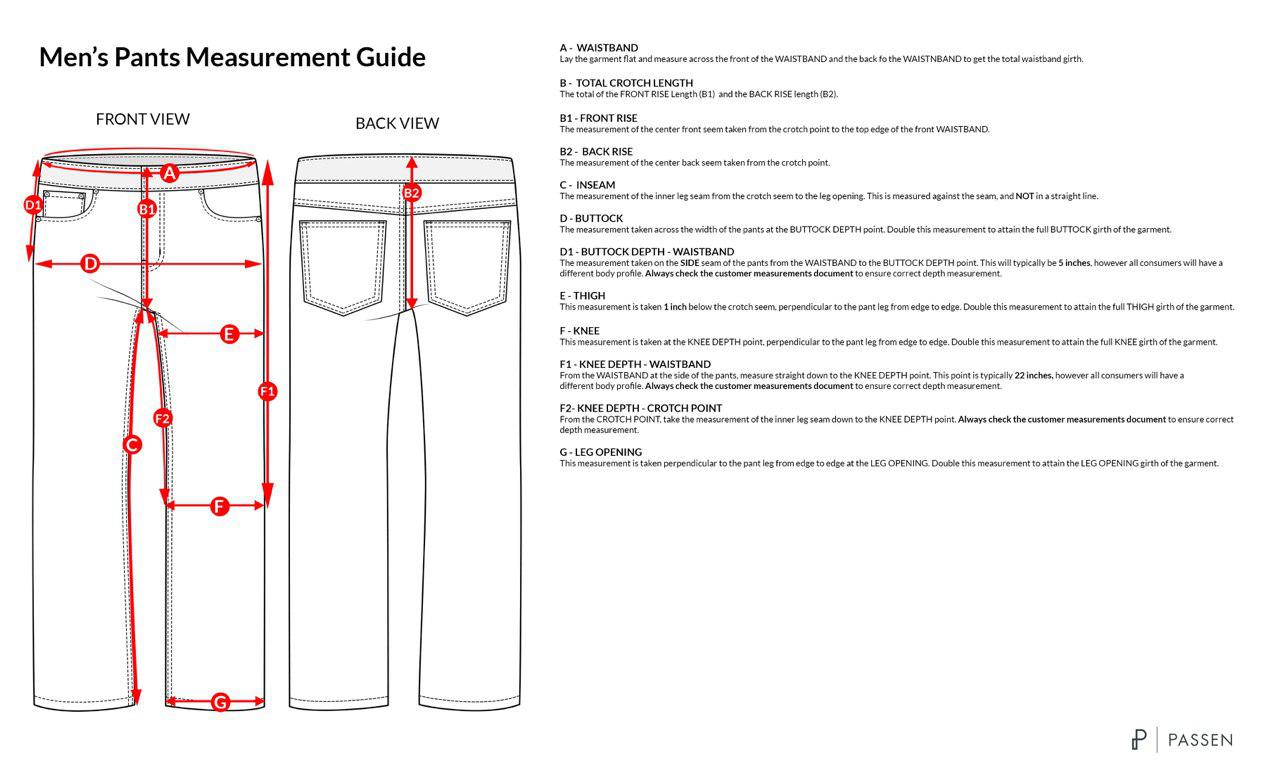 Men's Pants Measurement Guide
FRONT VIEW
BACK VIEW
A
D1
B1
B2
D
E
F1
F2
C
F
G
A - WAISTBAND
Lay the garment flat and measure across the front of the WAISTBAND and the back fo the WAISTNBAND to get the total waistband girth.
B - TOTAL CROTCH LENGTH
The total of the FRONT RISE Length (B1) and the BACK RISE length (B2).
B1 - FRONT RISE
The measurement of the center front seem taken from the crotch point to the top edge of the front WAISTBAND.
B2 - BACK RISE
The measurement of the center back seem taken from the crotch point.
C - INSEAM
The measurement of the inner leg seam from the crotch seem to the leg opening. This is measured against the seam, and NOT in a straight line.
D - BUTTOCK
The measurement taken across the width of the pants at the BUTTOCK DEPTH point. Double this measurement to attain the full BUTTOCK girth of the garment.
D1 - BUTTOCK DEPTH - WAISTBAND
The measurement taken on the SIDE seam of the pants from the WAISTBAND to the BUTTOCK DEPTH point. This will typically be 5 inches, however all consumers will have a
different body profile. Always check the customer measurements document to ensure correct depth measurement.
E - THIGH
This measurement is taken 1 inch below the crotch seem, perpendicular to the pant leg from edge to edge. Double this measurement to attain the full THIGH girth of the garment.
F - KNEE
This measurement is taken at the KNEE DEPTH point, perpendicular to the pant leg from edge to edge. Double this measurement to attain the full KNEE girth of the garment.
F1 - KNEE DEPTH - WAISTBAND
From the WAISTBAND at the side of the pants, measure straight down to the KNEE DEPTH point. This point is typically 22 inches, however all consumers will have a
different body profile. Always check the customer measurements document to ensure correct depth measurement.
F2- KNEE DEPTH - CROTCH POINT
From the CROTCH POINT, take the measurement of the inner leg seam down to the KNEE DEPTH point. Always check the customer measurements document to ensure correct
depth measurement.
G - LEG OPENING
This measurement is taken perpendicular to the pant leg from edge to edge at the LEG OPENING. Double this measurement to attain the LEG OPENING girth of the garment.
PASSEN